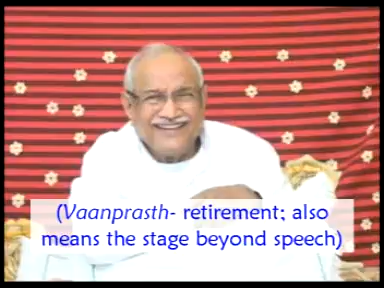 (Vaanprasth- retirement; also
means the stage beyond speech)